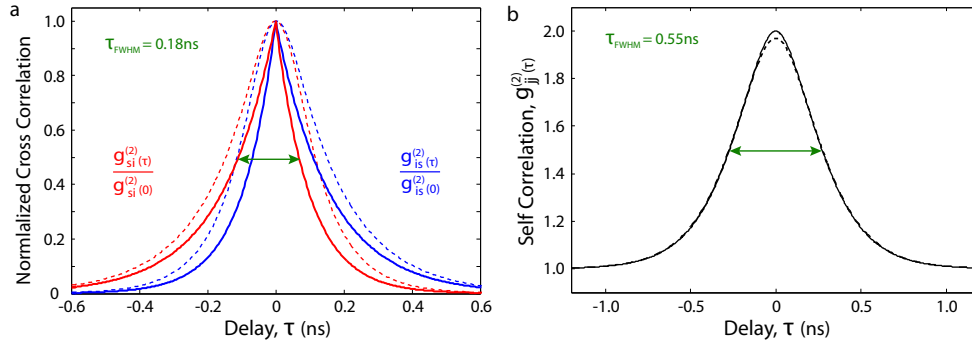 a
τFWHM = 0.18ns
Normlalized Cross Correlation
1.0
0.8
0.6
0.4
0.2
0
g(2)si (τ)
g(2)si (0)
g(2)is (τ)
g(2)is (0)
-0.6 -0.4 -0.2 0 0.2 0.4 0.6
Delay, τ (ns)
b
τFWHM = 0.55ns
Self Correlation, g(2)jj (τ)
2.0
1.8
1.6
1.4
1.2
1.0
-1.0 -0.5 0 0.5 1.0
Delay, τ (ns)